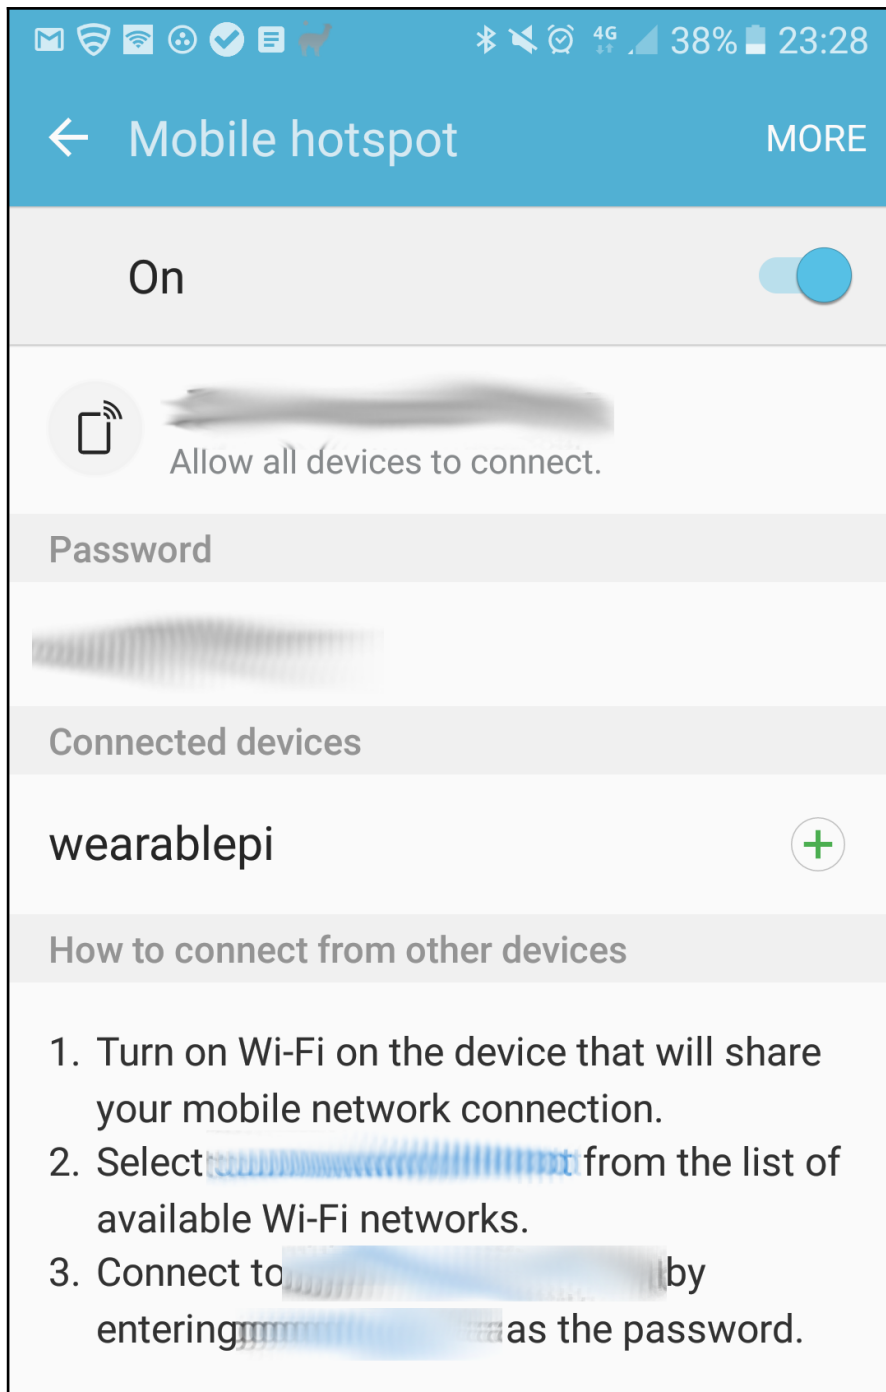 4G 38% 23:28
Mobile hotspot MORE
On
Allow all devices to connect.
Password
Connected devices
wearablepi
How to connect from other devices
1. Turn on Wi-Fi on the device that will share
your mobile network connection.
2. Select from the list of
available Wi-Fi networks.
3. Connect to by
entering as the password.